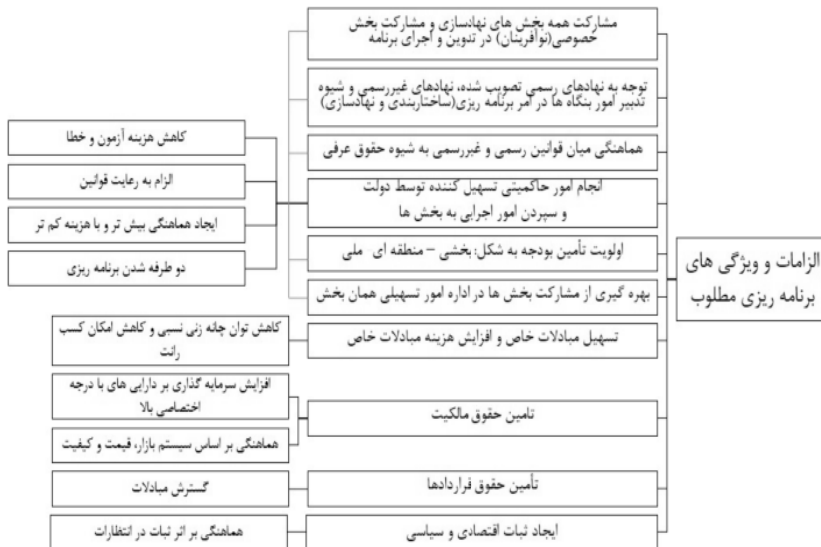 الزامات و ویژگی های
برنامه ریزی مطلوب
مشارکت همه بخش های نهادسازی و مشارکت بخش
خصوصی(نوآفرینان) در تدوین و اجرای برنامه
توجه به نهادهای رسمی تصویب شده، نهادهای غیررسمی و شیوه
تدبیر امور بنگاه ها در امر برنامه ریزی(ساختاربندی و نهادسازی)
هماهنگی میان قوانین رسمی و غیررسمی به شیوه حقوق عرفی
انجام امور حاکمیتی تسهیل کننده توسط دولت
و سپردن امور اجرایی به بخش ها
اولویت تأمین بودجه به شکل: بخشی – منطقه ای ملی
بهره گیری از مشارکت بخش ها در اداره امور تسهیلی همان بخش
کاهش هزینه آزمون و خطا
الزام به رعایت قوانین
ایجاد هماهنگی بیش تر و با هزینه کم تر
دو طرفه شدن برنامه ریزی
تسهیل مبادلات خاص و افزایش هزینه مبادلات خاص
کاهش توان چانه زنی نسبی و کاهش امکان کسب
رانت
تامین حقوق مالکیت
افزایش سرمایه گذاری بر دارایی های با درجه
اختصاصی بالا
هماهنگی بر اساس سیستم بازار، قیمت و کیفیت
تأمین حقوق قراردادها
گسترش مبادلات
ایجاد ثبات اقتصادی و سیاسی
هماهنگی بر اثر ثبات در انتظارات